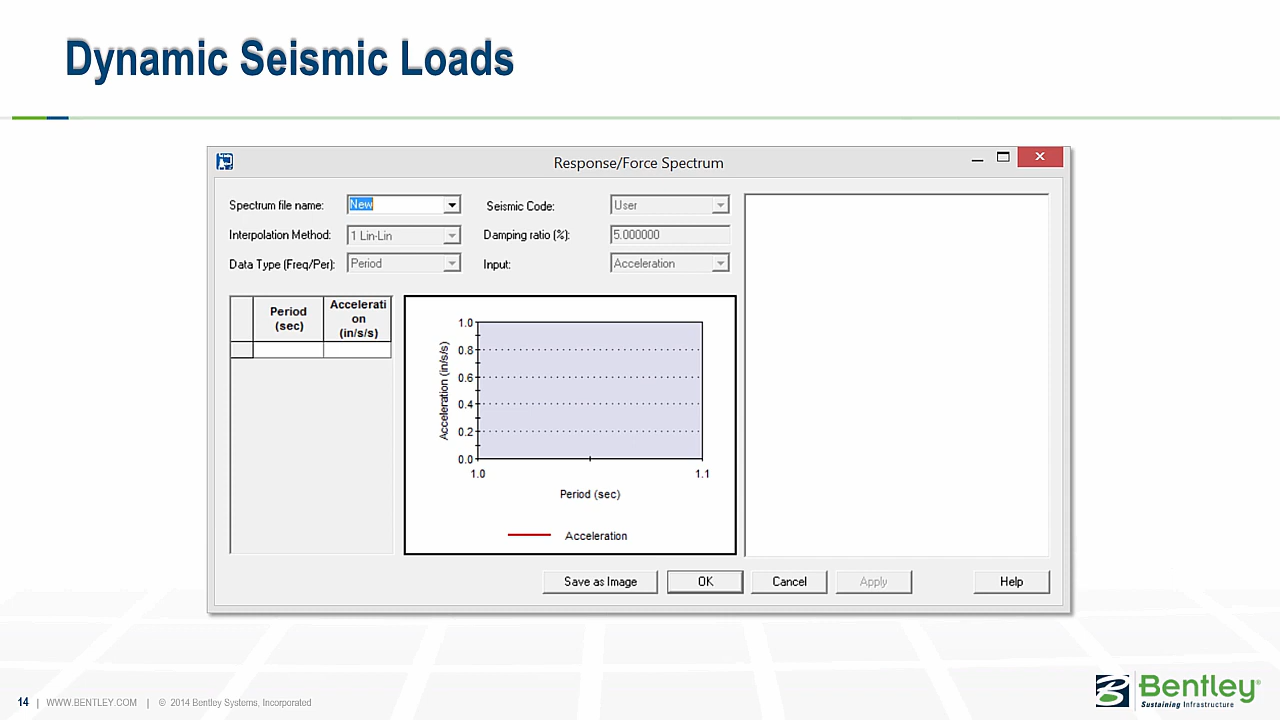 Dynamic Seismic Loads
Response/Force Spectrum
Spectrum file name: New Seismic Code: User
Interpolation Method: 1 Lin-Lin Damping ratio (%): 5.000000
Data Type (Freq/Per): Period Input: Acceleration
Period
(sec)
Accelerati
on
(in/s/s)
Acceleration (in/s/s)
1.0
0.8
0.6
0.4
0.2
0.0
1.0 1.1
Period (sec)
Acceleration
Save as Image OK Cancel Apply Help
14 | WWW.BENTLEY.COM | © 2014 Bentley Systems, Incorporated
Bentley®
Sustaining Infrastructure